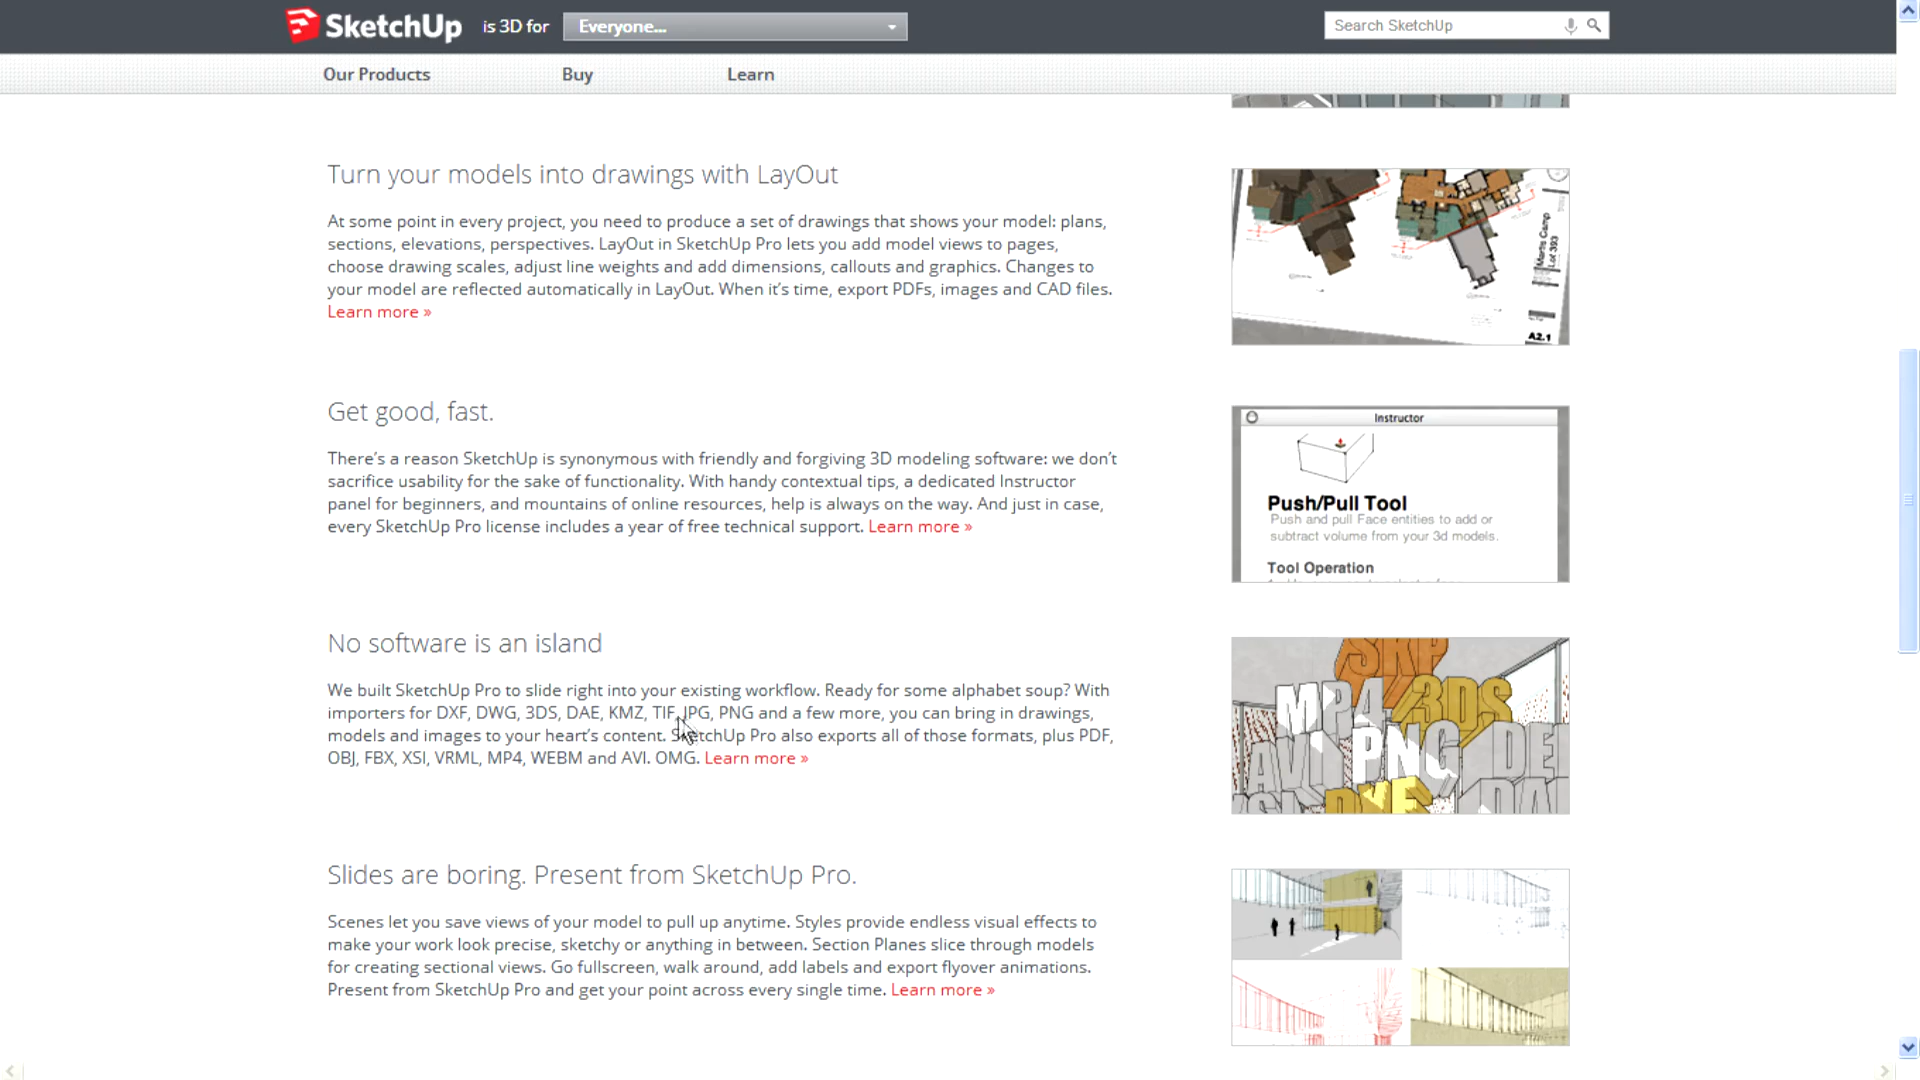 SketchUp is 3D for Everyone... Search SketchUp
Our Products Buy Learn
Turn your models into drawings with LayOut
At some point in every project, you need to produce a set of drawings that shows your model: plans,
sections, elevations, perspectives. LayOut in SketchUp Pro lets you add model views to pages,
choose drawing scales, adjust line weights and add dimensions, callouts and graphics. Changes to
your model are reflected automatically in LayOut. When it's time, export PDFs, images and CAD files.
Learn more »
Martis Camp
Lot 393
A2.1
Get good, fast.
There's a reason SketchUp is synonymous with friendly and forgiving 3D modeling software: we don't
sacrifice usability for the sake of functionality. With handy contextual tips, a dedicated Instructor
panel for beginners, and mountains of online resources, help is always on the way. And just in case,
every SketchUp Pro license includes a year of free technical support. Learn more »
Instructor
Push/Pull Tool
Push and pull Face entities to add or
subtract volume from your 3d models.
Tool Operation
No software is an island
We built SketchUp Pro to slide right into your existing workflow. Ready for some alphabet soup? With
importers for DXF, DWG, 3DS, DAE, KMZ, TIF, JPG, PNG and a few more, you can bring in drawings,
models and images to your heart's content. SketchUp Pro also exports all of those formats, plus PDF,
OBJ, FBX, XSI, VRML, MP4, WEBM and AVI. OMG. Learn more »
SKP
MP4 3DS
AVI PNG DE
DXF DA
Slides are boring. Present from SketchUp Pro.
Scenes let you save views of your model to pull up anytime. Styles provide endless visual effects to
make your work look precise, sketchy or anything in between. Section Planes slice through models
for creating sectional views. Go fullscreen, walk around, add labels and export flyover animations.
Present from SketchUp Pro and get your point across every single time. Learn more »